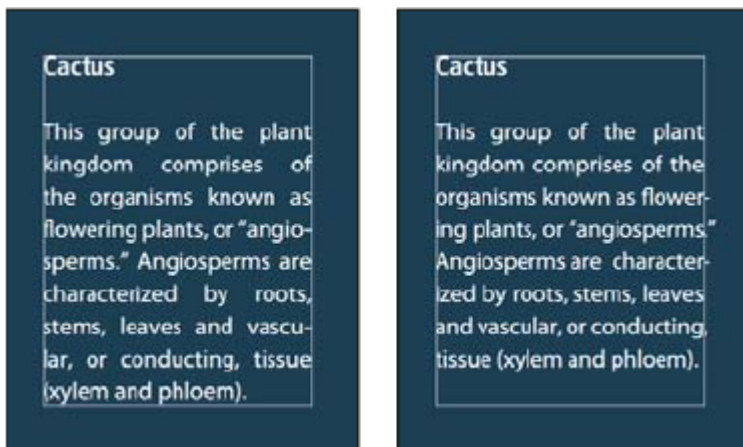 Cactus
This group of the plant
kingdom comprises of
the organisms known as
flowering plants, or “angio-
sperms.” Angiosperms are
characterized by roots,
stems, leaves and vascu-
lar, or conducting, tissue
(xylem and phloem).
Cactus
This group of the plant
kingdom comprises of the
organisms known as flower-
ing plants, or “angiosperms.”
Angiosperms are character-
ized by roots, stems, leaves
and vascular, or conducting,
tissue (xylem and phloem).